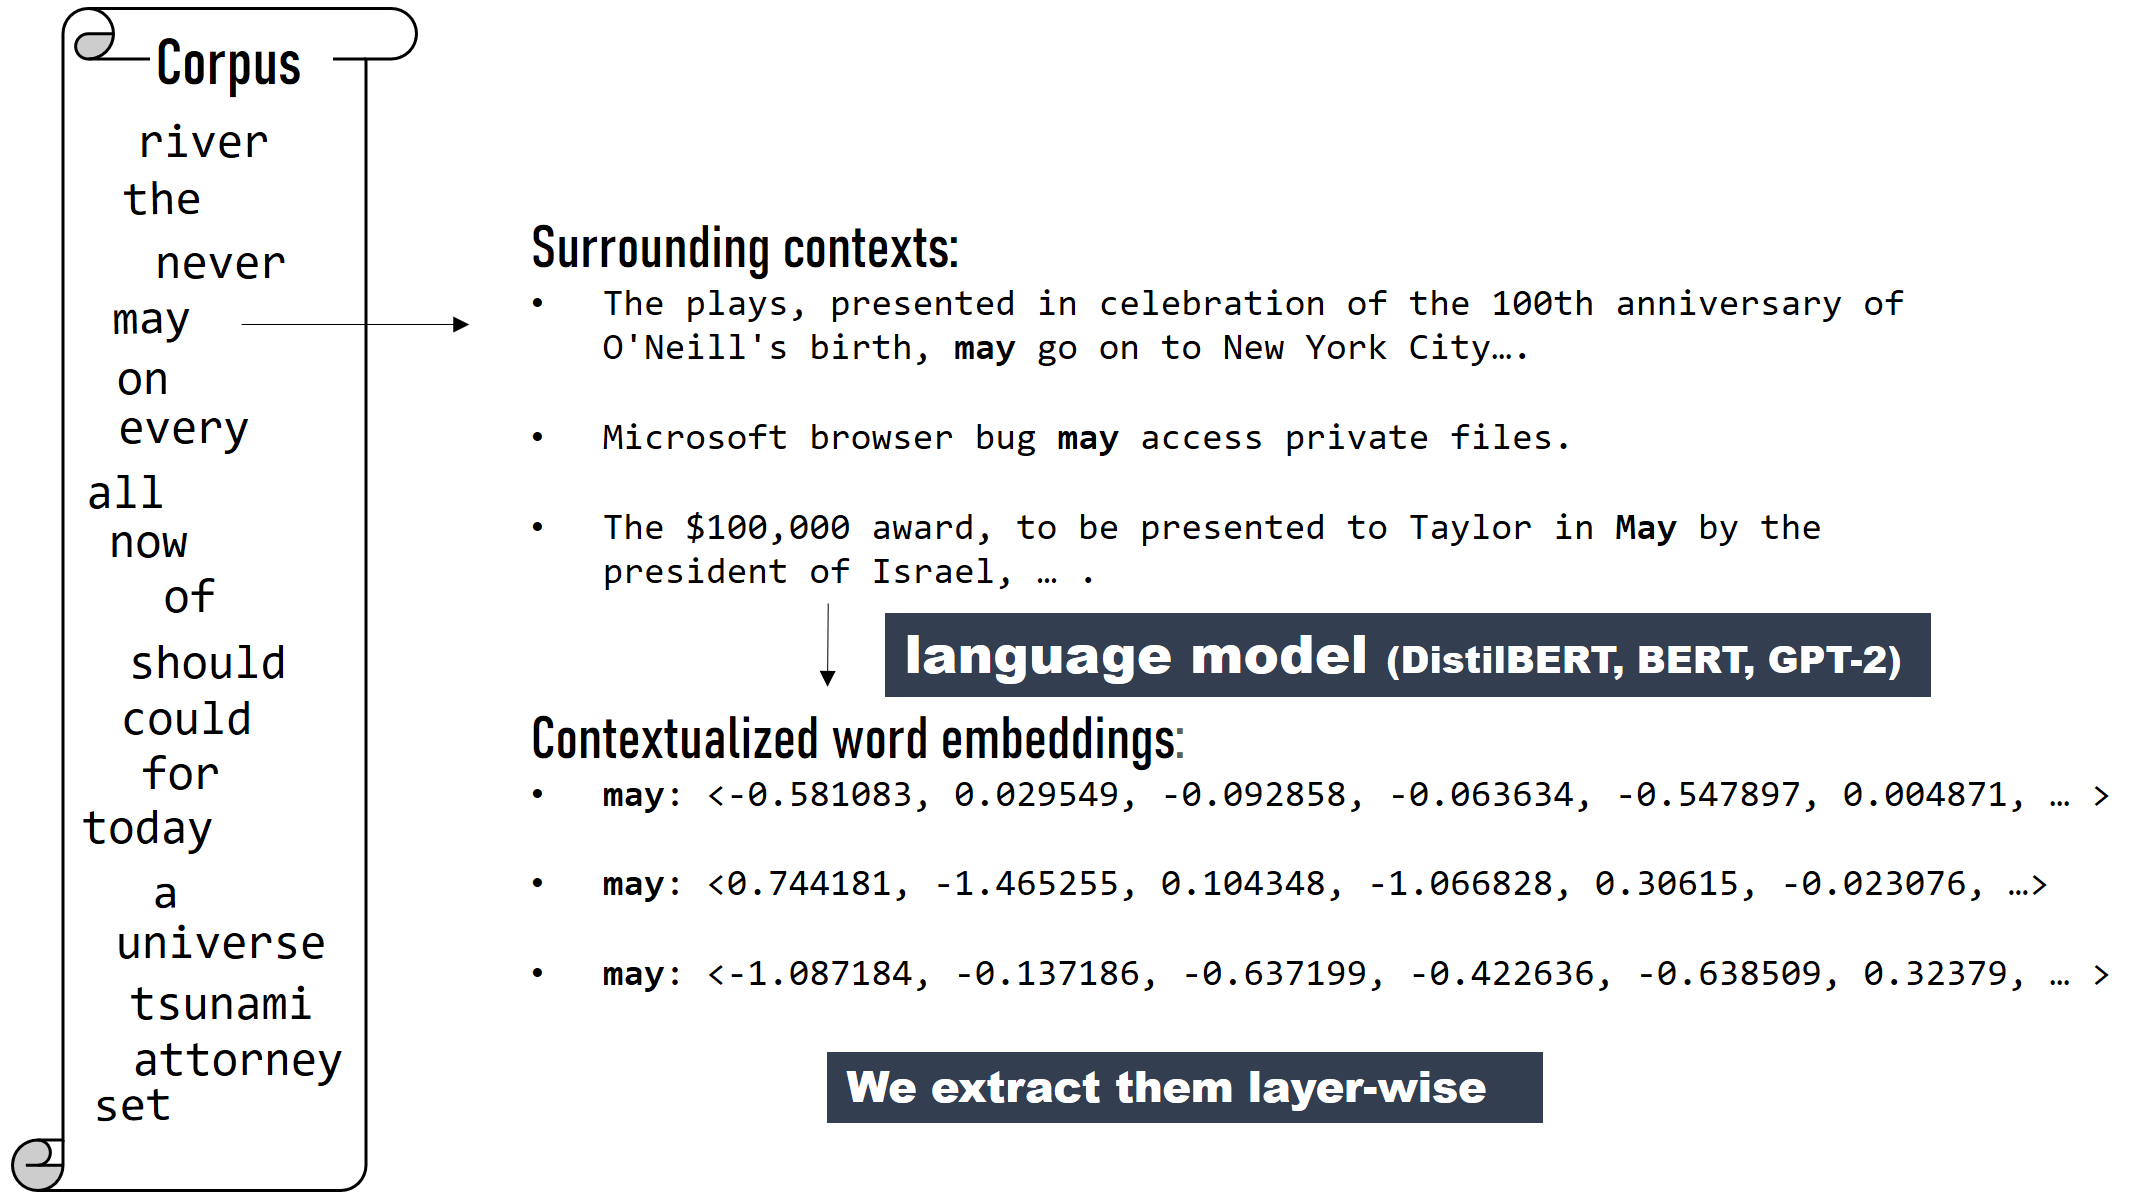 Corpus
river
the
never
may
on
every
all
now
of
should
could
for
today
a
universe
tsunami
attorney
set
Surrounding contexts:
• The plays, presented in celebration of the 100th anniversary of
O'Neill's birth, may go on to New York City….
• Microsoft browser bug may access private files.
• The $100,000 award, to be presented to Taylor in May by the
president of Israel, … .
language model (DistilBERT, BERT, GPT-2)
Contextualized word embeddings:
• may: <-0.581083, 0.029549, -0.092858, -0.063634, -0.547897, 0.004871, … >
• may: <0.744181, -1.465255, 0.104348, -1.066828, 0.30615, -0.023076, …>
• may: <-1.087184, -0.137186, -0.637199, -0.422636, -0.638509, 0.32379, … >
We extract them layer-wise